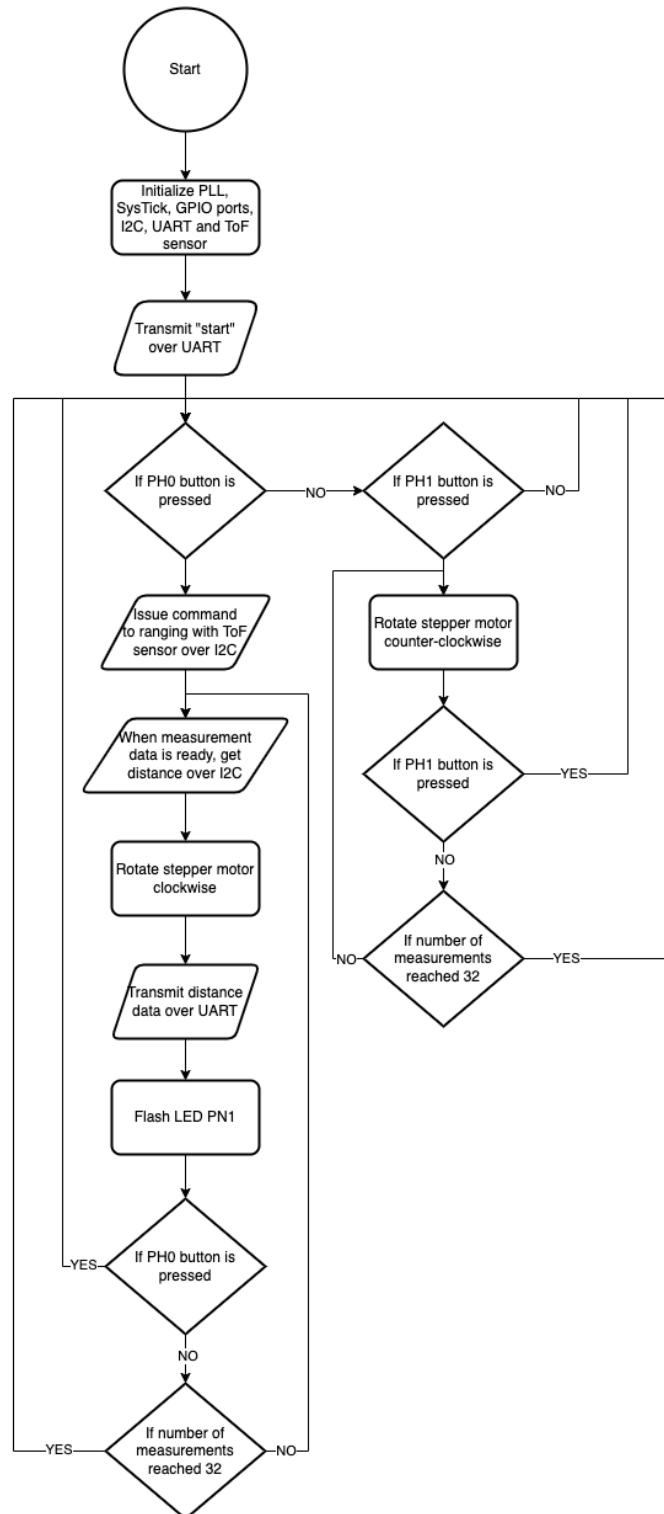 Start
Initialize PLL,
SysTick, GPIO ports,
I2C, UART and ToF
sensor
Transmit "start"
over UART
If PH0 button is
pressed
NO
If PH1 button is
pressed
NO
Issue command
to ranging with ToF
sensor over I2C
Rotate stepper motor
counter-clockwise
When measurement
data is ready, get
distance over I2C
If PH1 button is
pressed
YES
NO
Rotate stepper motor
clockwise
If number of
measurements
reached 32
NO
YES
Transmit distance
data over UART
Flash LED PN1
If PH0 button is
pressed
YES
NO
If number of
measurements
reached 32
YES
NO